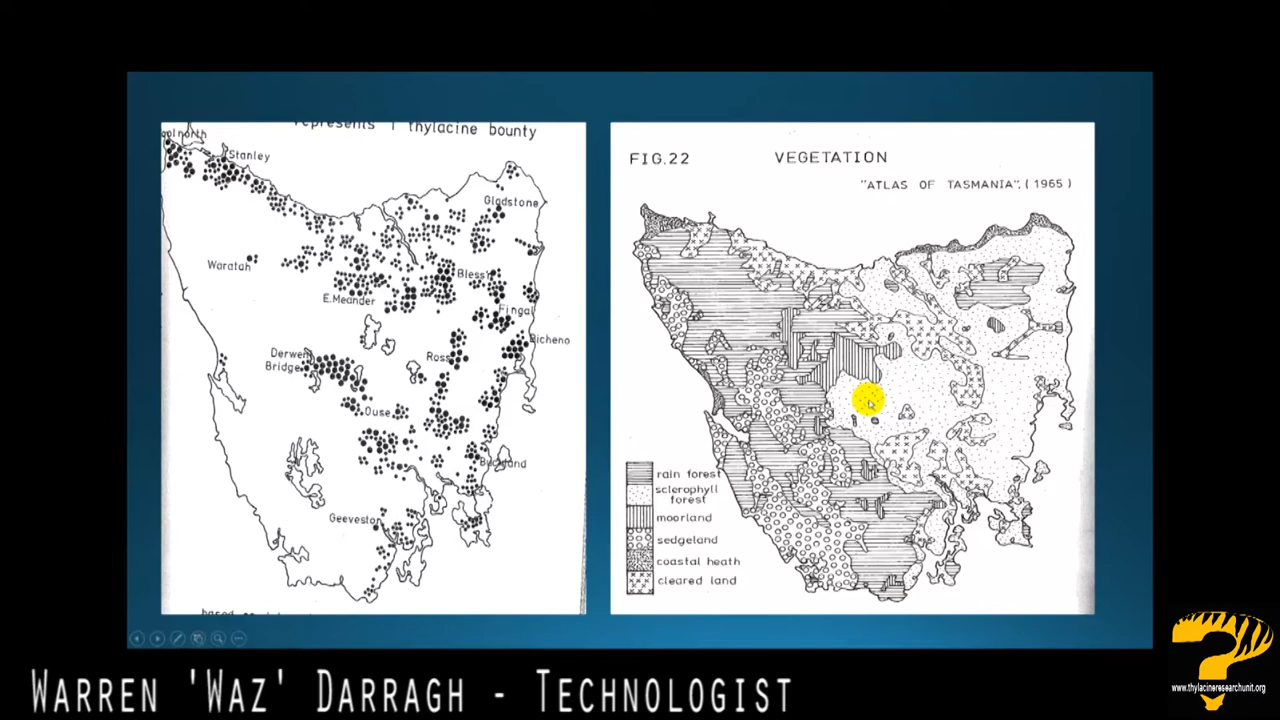 represents 1 thylacine bounty
Stanley
Gladstone
Waratah
Bless
E.Meander
Fingal
Bicheno
Derwent
Bridge
Ross
Ouse
Buckland
Geeveston
FIG.22
VEGETATION
"ATLAS OF TASMANIA",(1965)
rain forest
sclerophyll
forest
moorland
sedgeland
coastal heath
cleared land
WARREN 'WAZ' DARRAGH - TECHNOLOGIST
www.thylacineresearchunit.org